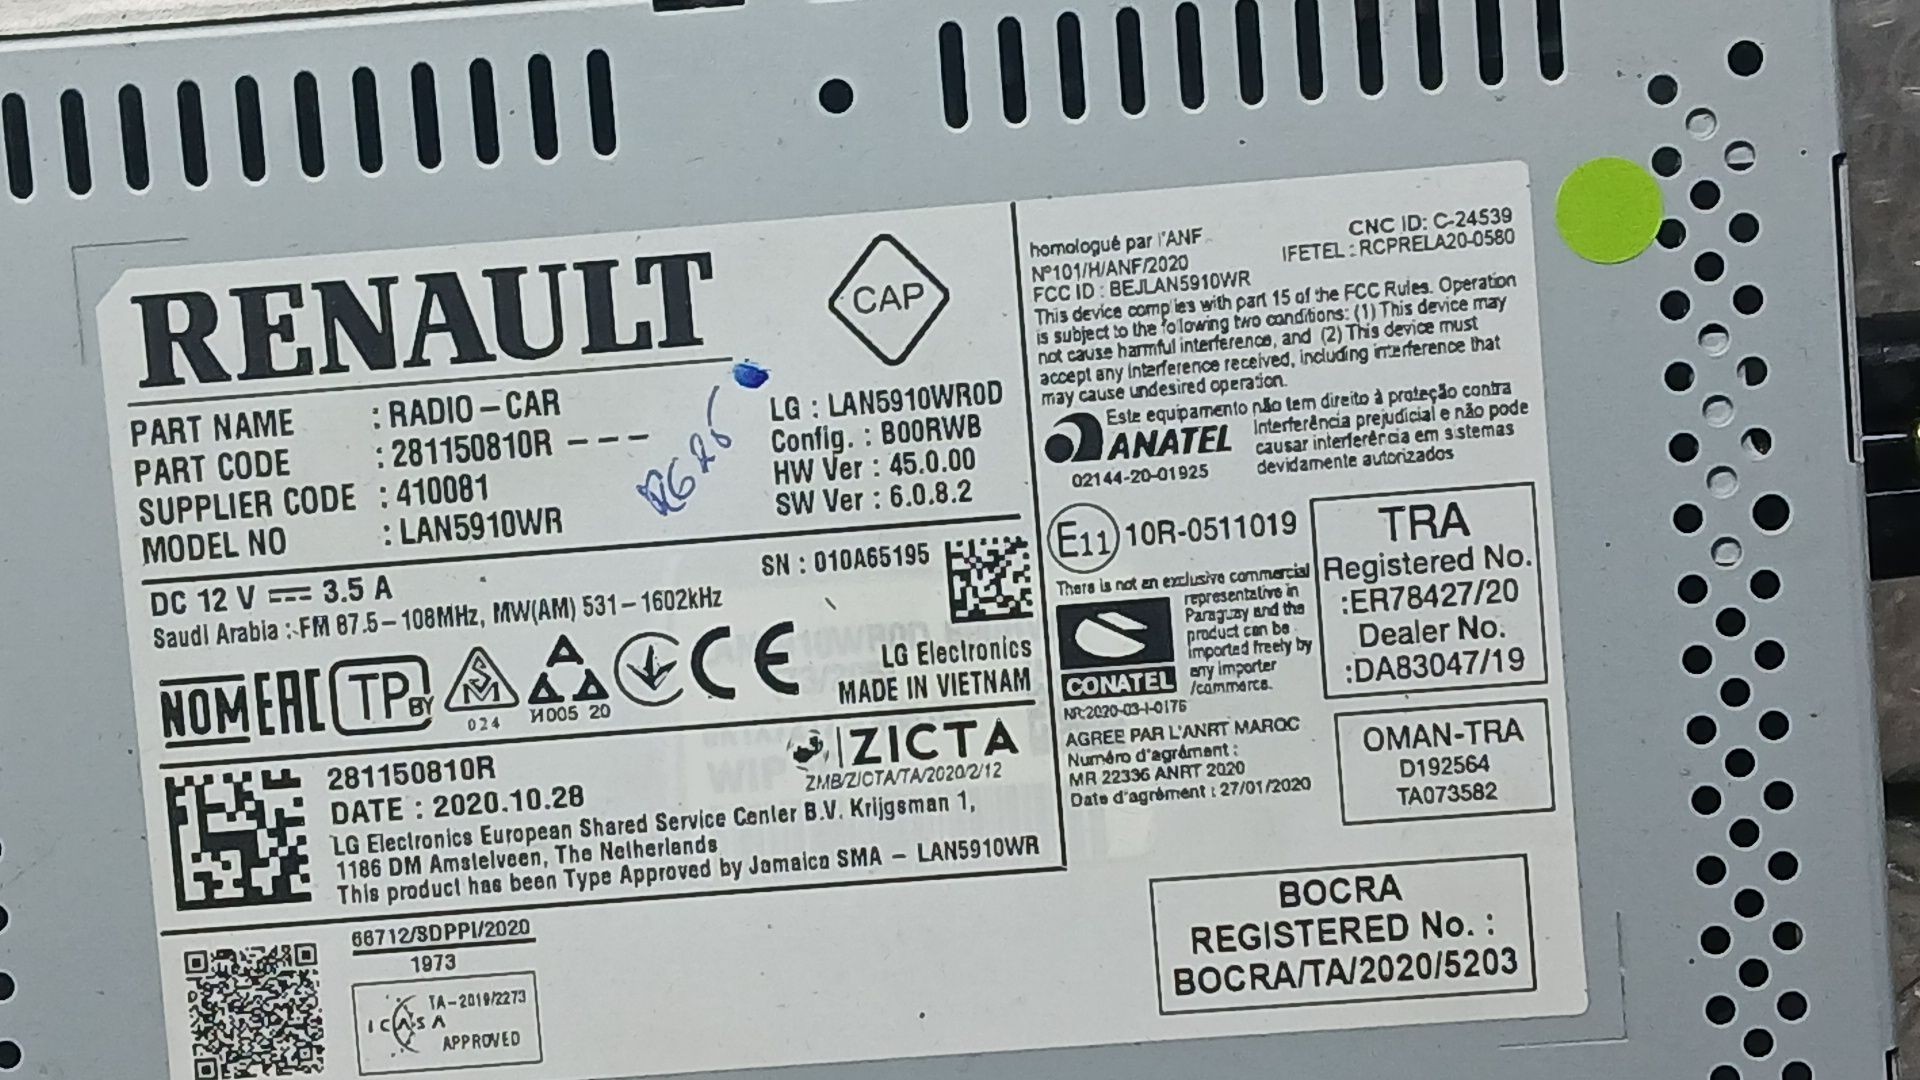 RENAULT
CAP
PART NAME : RADIO-CAR
PART CODE : 281150810R ---
SUPPLIER CODE : 410081
MODEL NO : LAN5910WR
LG : LAN5910WR0D
Config. : B00RWB
HW Ver : 45.0.00
SW Ver : 6.0.8.2
DC 12 V 3.5 A
SN : 010A65195
Saudi Arabia : FM 87.5-108MHz, MW(AM) 531-1602kHz
NOM EAC TP BY
024
И005 20
CE
LG Electronics
MADE IN VIETNAM
281150810R
DATE : 2020.10.28
ZICTA
ZMB/ZICTA/TA/2020/2/12
LG Electronics European Shared Service Center B.V. Krijgsman 1,
1186 DM Amstelveen, The Netherlands
This product has been Type Approved by Jamaica SMA - LAN5910WR
66712/SDPPI/2020
1973
TA-2019/2273
ICASA
APPROVED
homologué par l'ANF
N°101/H/ANF/2020
FCC ID : BEJLAN5910WR
CNC ID: C-24539
IFETEL : RCPRELA20-0580
This device complies with part 15 of the FCC Rules. Operation
is subject to the following two conditions: (1) This device may
not cause harmful interference, and (2) This device must
accept any interference received, including interference that
may cause undesired operation.
ANATEL
02144-20-01925
Este equipamento não tem direito à proteção contra
Interferência prejudicial e não pode
causar interferência em sistemas
devidamente autorizados
E11 10R-0511019
There is not an exclusive commercial
representative in
Paraguay and the
product can be
imported freely by
any importer
/commerce.
CONATEL
NR:2020-03-I-0176
AGREE PAR L'ANRT MAROC
Numéro d'agrément :
MR 22336 ANRT 2020
Date d'agrément : 27/01/2020
TRA
Registered No.
:ER78427/20
Dealer No.
:DA83047/19
OMAN-TRA
D192564
TA073582
BOCRA
REGISTERED No. :
BOCRA/TA/2020/5203